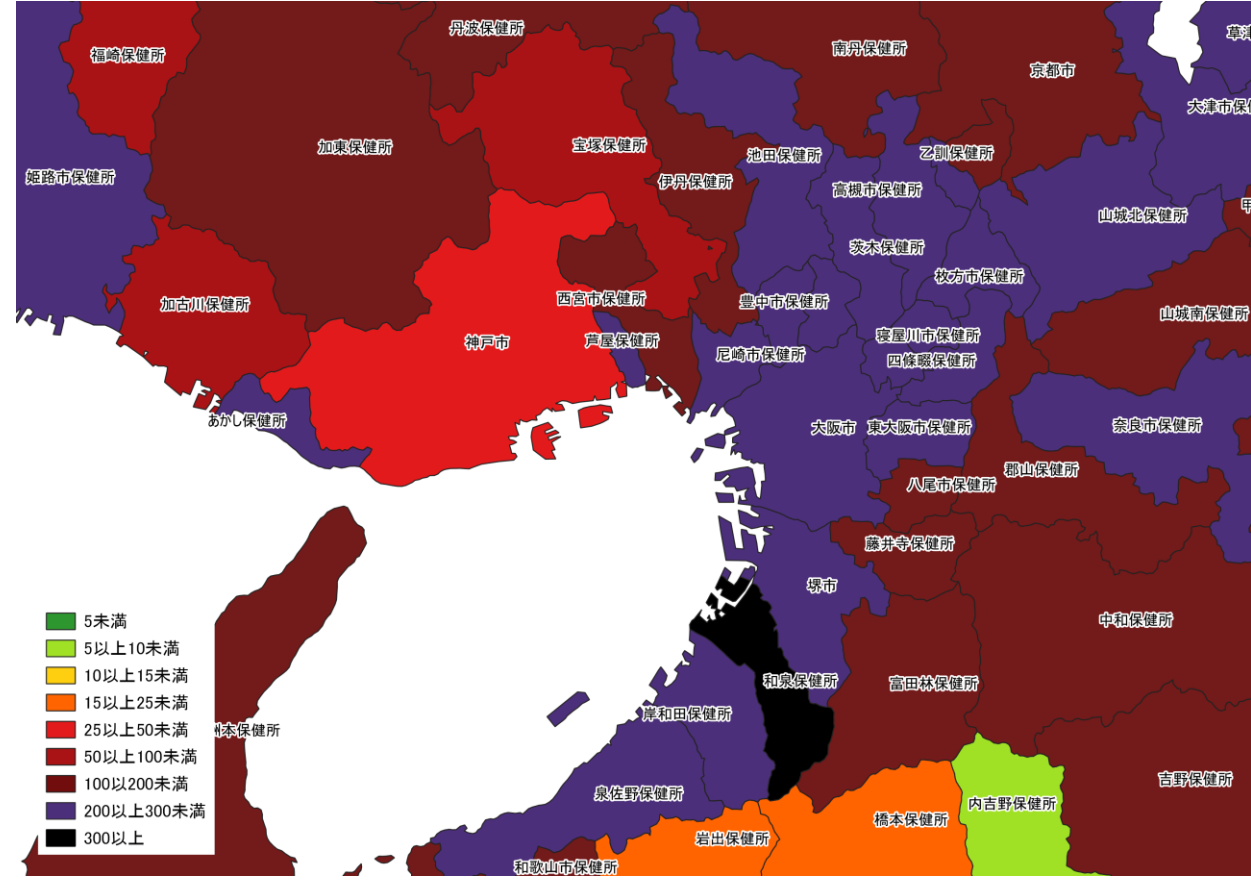 丹波保健所
草津
福崎保健所
南丹保健所
京都市
大津市保
加東保健所
宝塚保健所
池田保健所
乙訓保健所
姫路市保健所
伊丹保健所
高槻市保健所
甲
山城北保健所
茨木保健所
枚方市保健所
加古川保健所
西宮市保健所
豊中市保健所
山城南保健所
神戸市
芦屋保健所
寝屋川市保健所
尼崎市保健所
四條畷保健所
あかし保健所
大阪市
東大阪市保健所
奈良市保健所
郡山保健所
八尾市保健所
藤井寺保健所
堺市
中和保健所
和泉保健所
富田林保健所
岸和田保健所
本保健所
吉野保健所
泉佐野保健所
内吉野保健所
橋本保健所
岩出保健所
和歌山市保健所
5未満
5以上10未満
10以上15未満
15以上25未満
25以上50未満
50以上100未満
100以200未満
200以上300未満
300以上